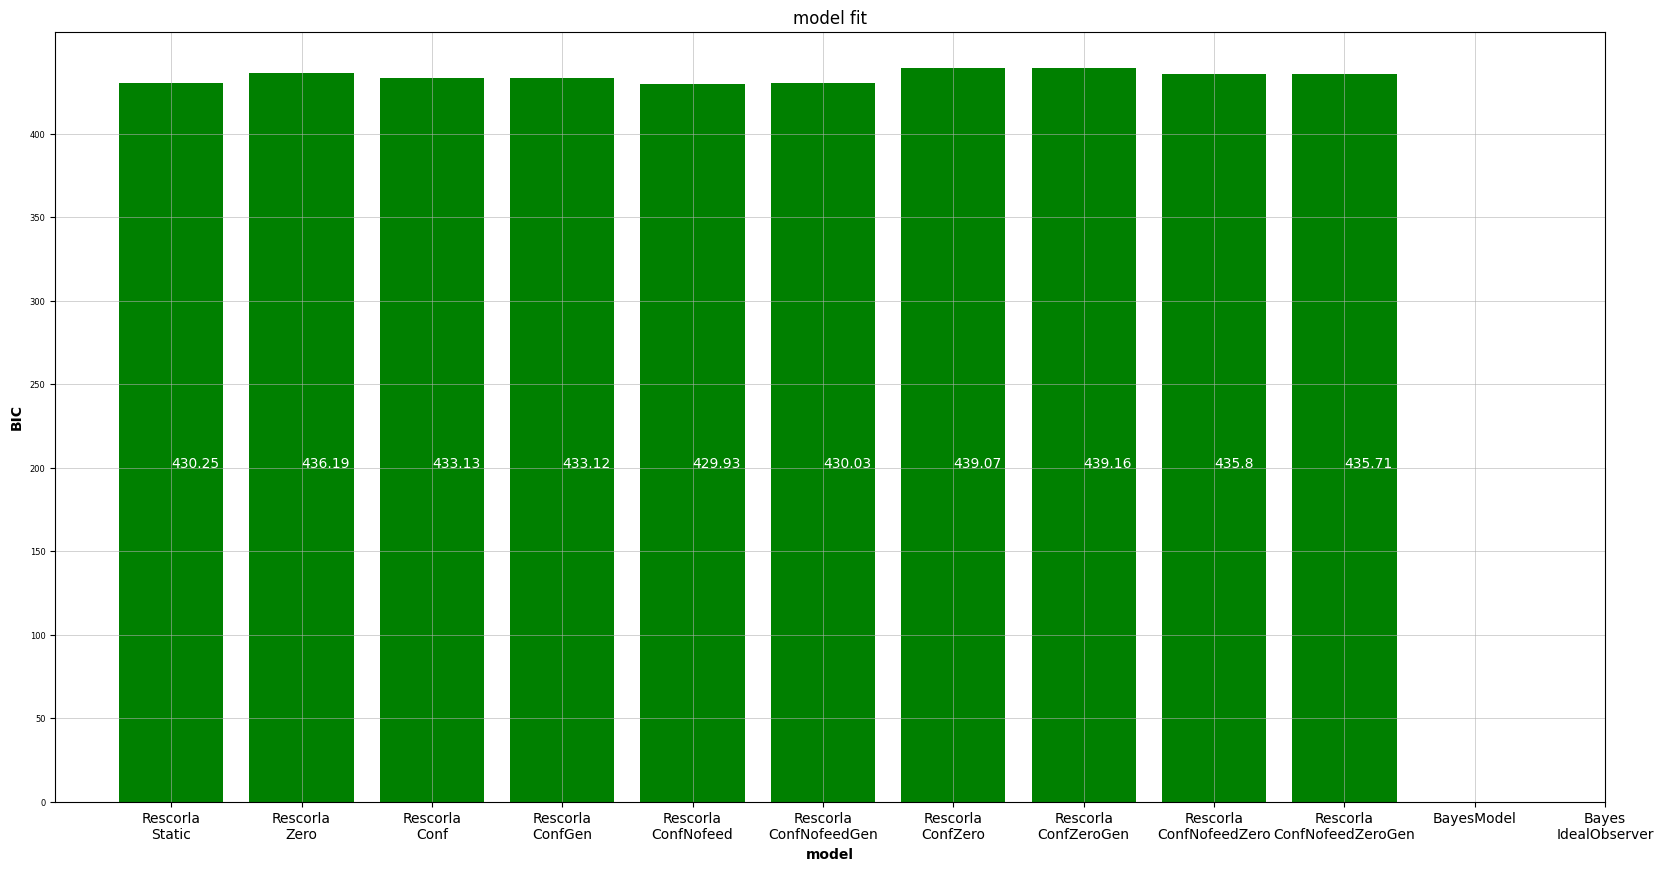 model fit
400
350
300
250
200
150
100
50
0
BIC
430.25 436.19 433.13 433.12 429.93 430.03 439.07 439.16 435.8 435.71
Rescorla Rescorla Rescorla Rescorla Rescorla Rescorla Rescorla Rescorla Rescorla Rescorla BayesModel Bayes
Static Zero Conf ConfGen ConfNofeed ConfNofeedGen ConfZero ConfZeroGen ConfNofeedZero ConfNofeedZeroGen IdealObserver
model